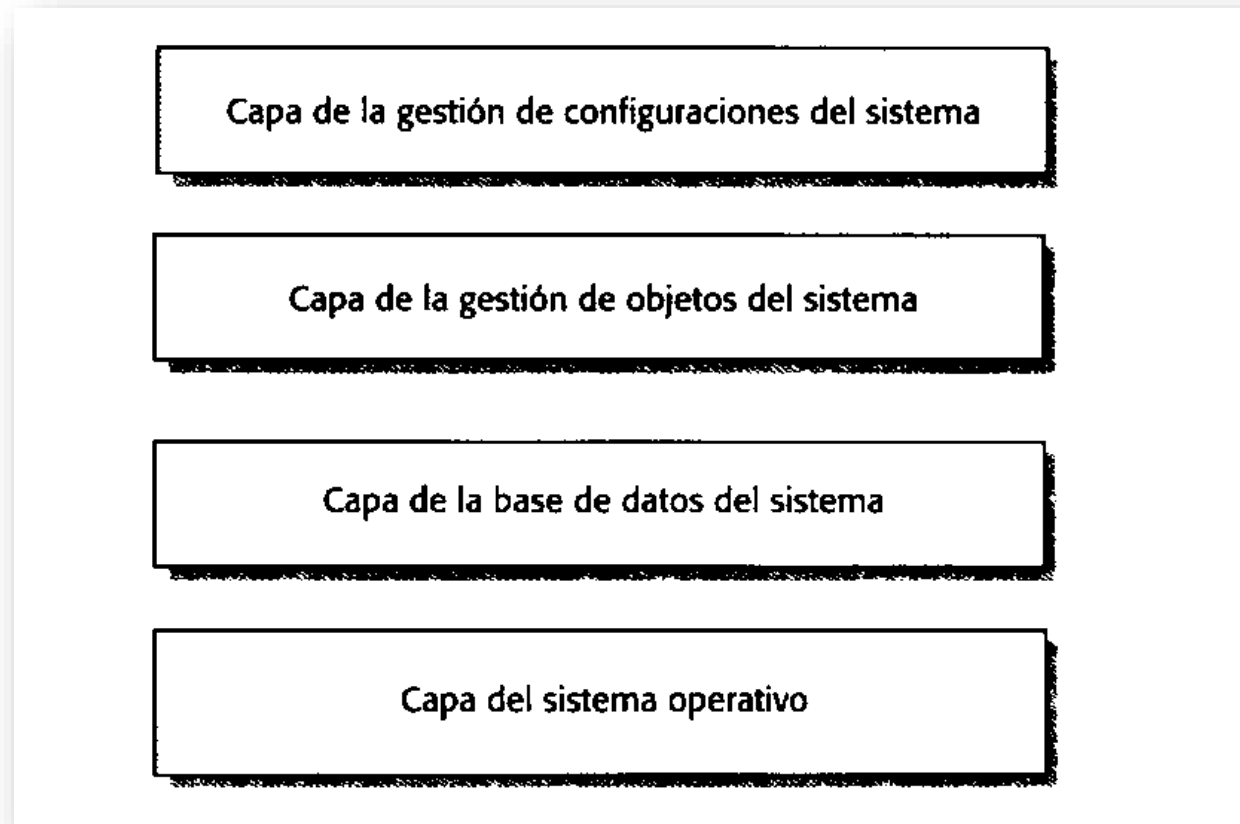 Capa de la gestión de configuraciones del sistema
Capa de la gestión de objetos del sistema
Capa de la base de datos del sistema
Capa del sistema operativo